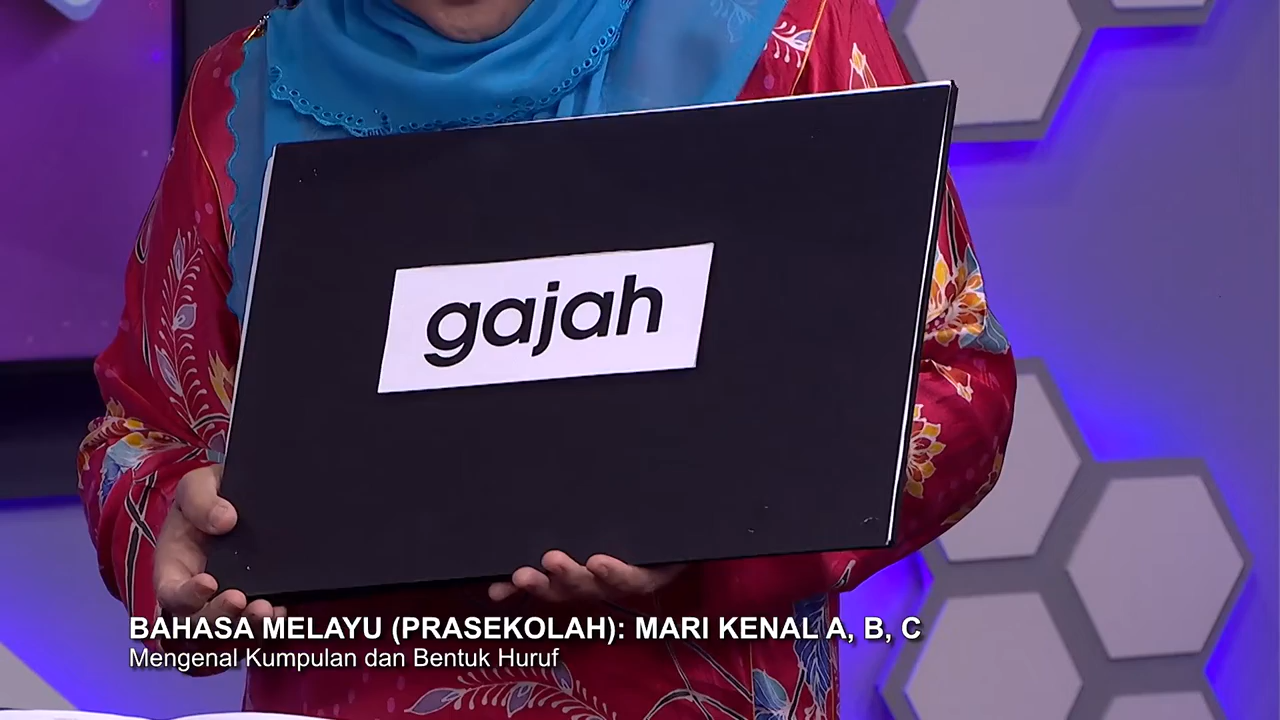 gajah
BAHASA MELAYU (PRASEKOLAH): MARI KENAL A, B, C
Mengenal Kumpulan dan Bentuk Huruf